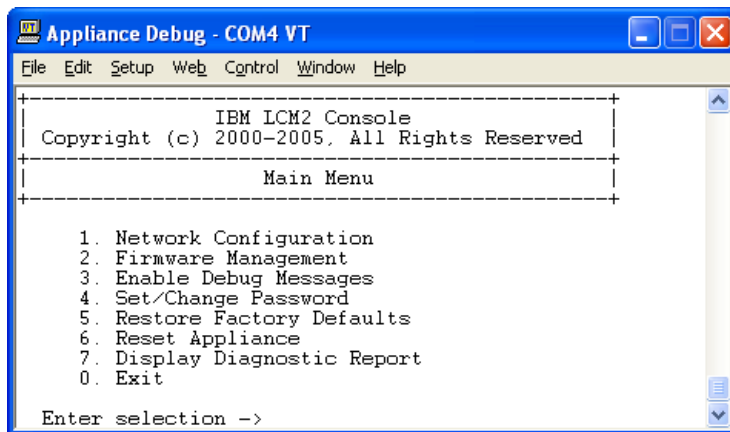 Appliance Debug - COM4 VT
File Edit Setup Web Control Window Help
IBM LCM2 Console
Copyright (c) 2000-2005, All Rights Reserved
Main Menu
1. Network Configuration
2. Firmware Management
3. Enable Debug Messages
4. Set/Change Password
5. Restore Factory Defaults
6. Reset Appliance
7. Display Diagnostic Report
0. Exit
Enter selection ->